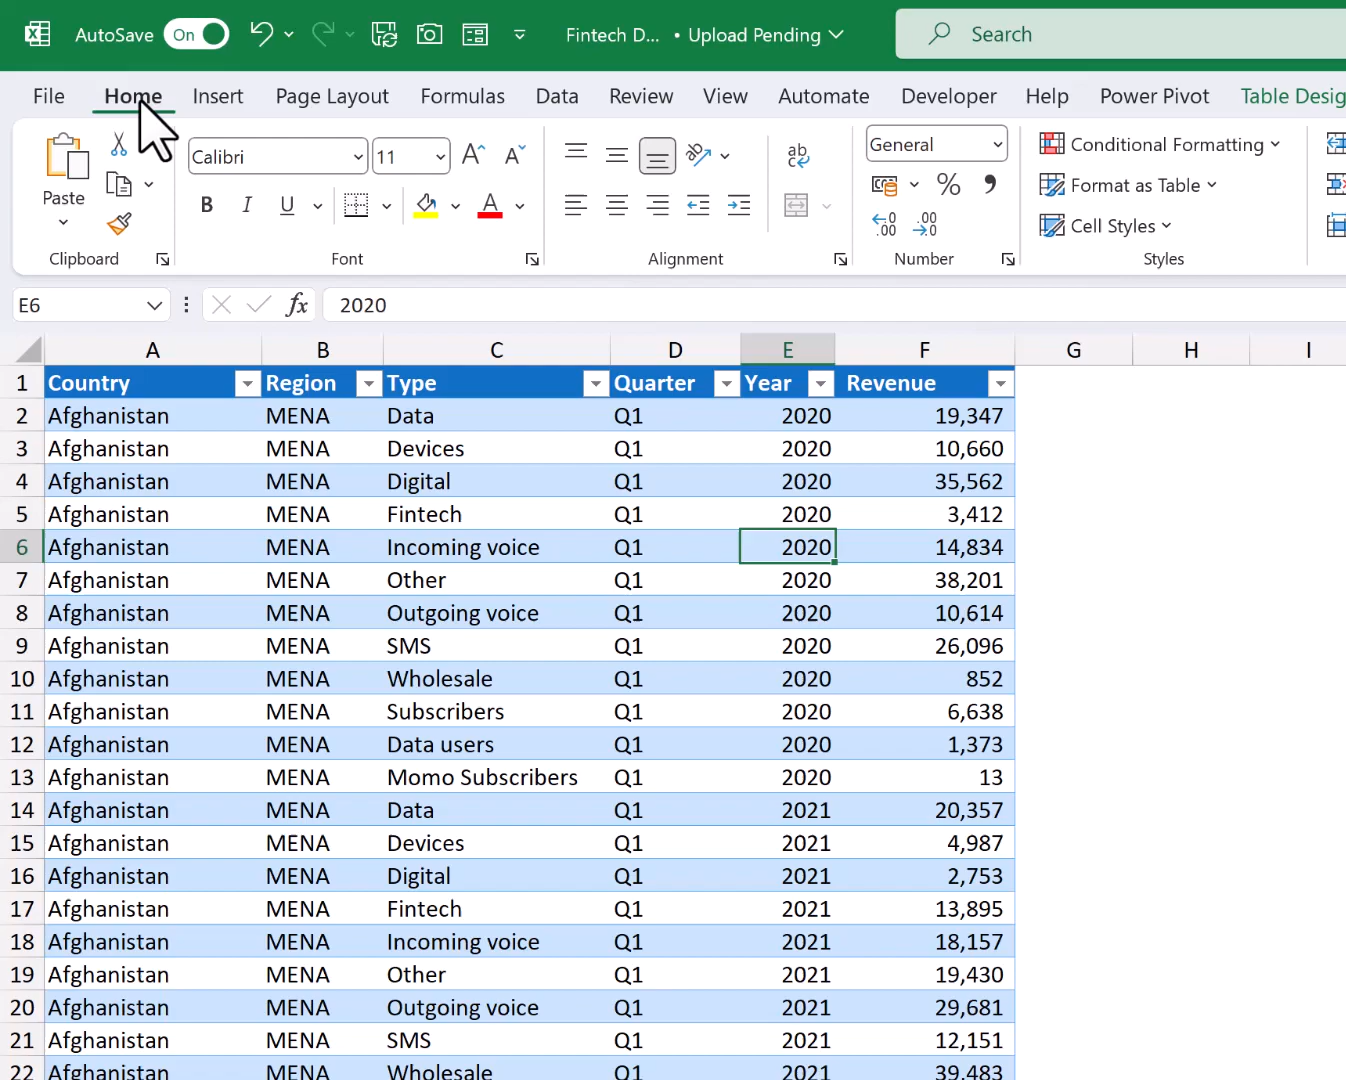 AutoSave On Fintech D... • Upload Pending Search
File Home Insert Page Layout Formulas Data Review View Automate Developer Help Power Pivot Table Desig
Paste Calibri 11 General Conditional Formatting
Format as Table
Cell Styles
Clipboard Font Alignment Number Styles
E6 fx 2020
A B C D E F G H I
1 Country Region Type Quarter Year Revenue
2 Afghanistan MENA Data Q1 2020 19,347
3 Afghanistan MENA Devices Q1 2020 10,660
4 Afghanistan MENA Digital Q1 2020 35,562
5 Afghanistan MENA Fintech Q1 2020 3,412
6 Afghanistan MENA Incoming voice Q1 2020 14,834
7 Afghanistan MENA Other Q1 2020 38,201
8 Afghanistan MENA Outgoing voice Q1 2020 10,614
9 Afghanistan MENA SMS Q1 2020 26,096
10 Afghanistan MENA Wholesale Q1 2020 852
11 Afghanistan MENA Subscribers Q1 2020 6,638
12 Afghanistan MENA Data users Q1 2020 1,373
13 Afghanistan MENA Momo Subscribers Q1 2020 13
14 Afghanistan MENA Data Q1 2021 20,357
15 Afghanistan MENA Devices Q1 2021 4,987
16 Afghanistan MENA Digital Q1 2021 2,753
17 Afghanistan MENA Fintech Q1 2021 13,895
18 Afghanistan MENA Incoming voice Q1 2021 18,157
19 Afghanistan MENA Other Q1 2021 19,430
20 Afghanistan MENA Outgoing voice Q1 2021 29,681
21 Afghanistan MENA SMS Q1 2021 12,151
22 Afghanistan MENA Wholesale Q1 2021 39,483